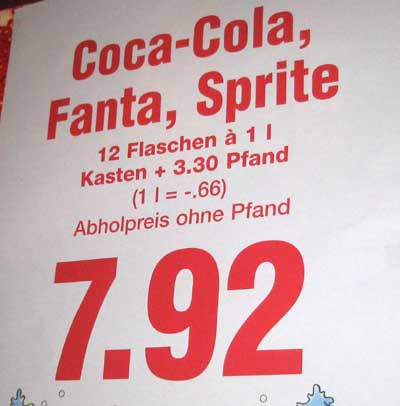 Coca-Cola,
Fanta, Sprite
12 Flaschen à 1 l
Kasten + 3.30 Pfand
(1 l = -.66)
Abholpreis ohne Pfand
7.92